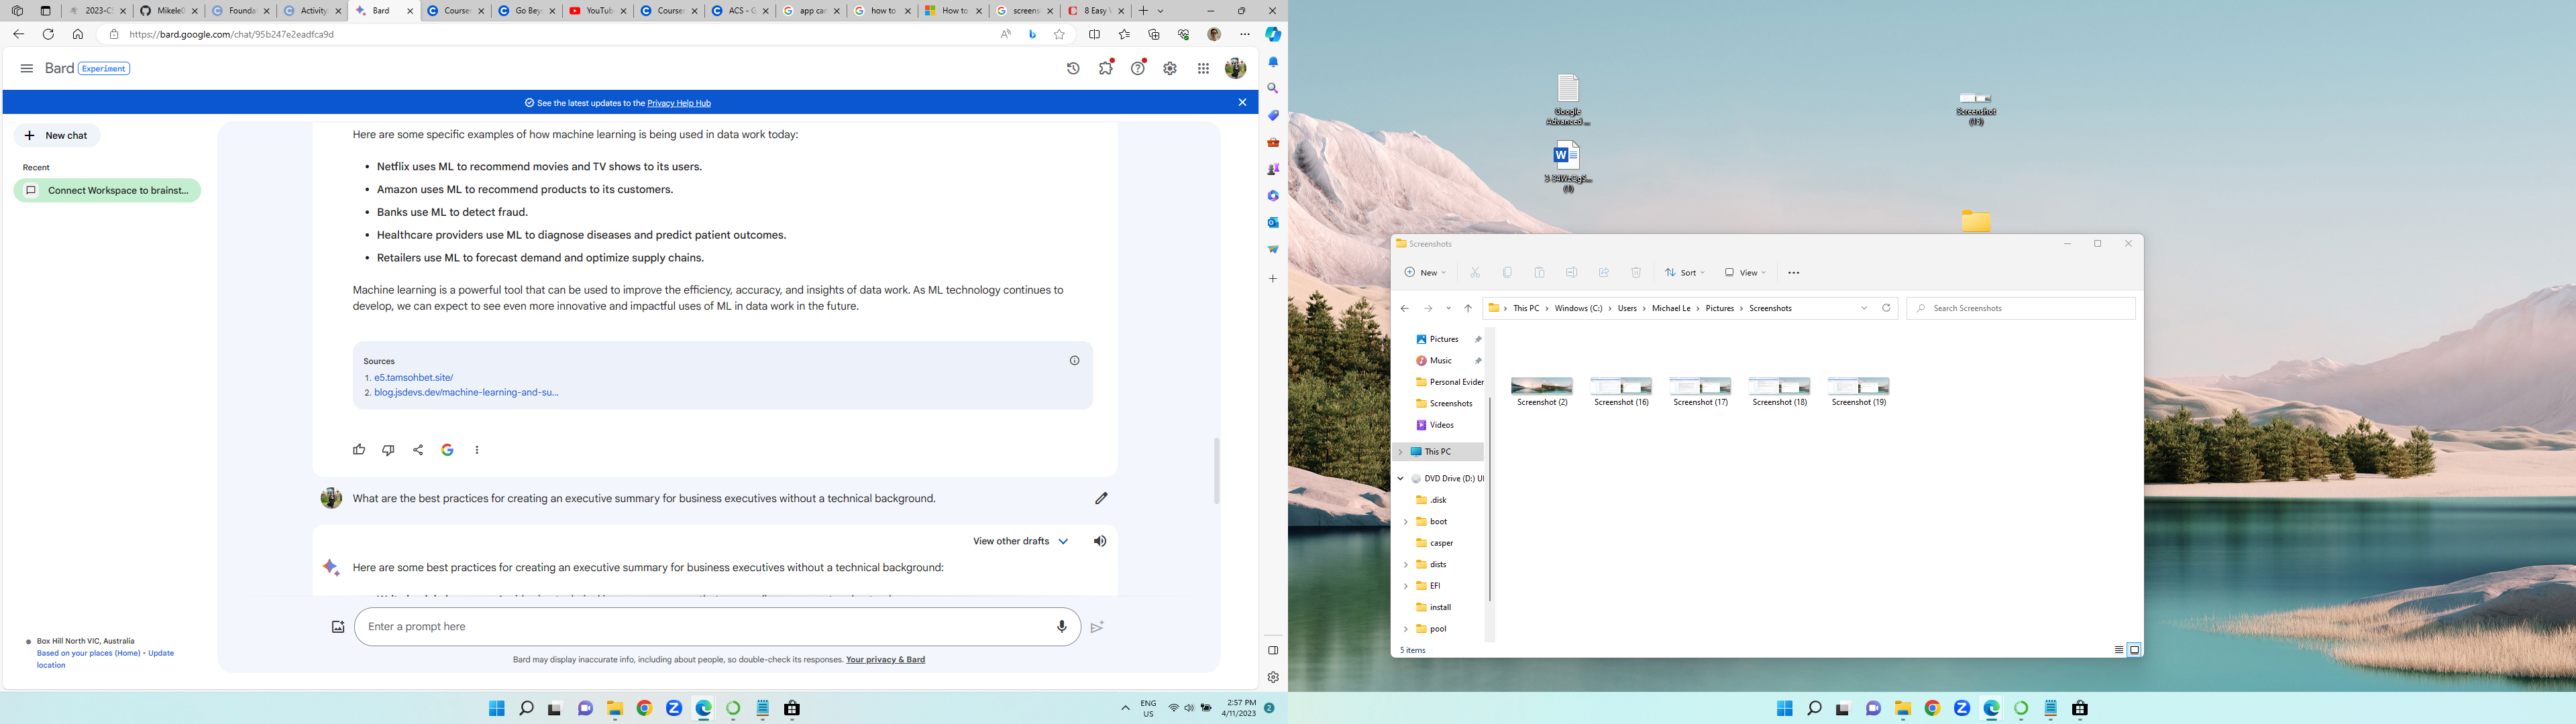 2023-CS
Mikele0
Founda
Activity
Bard
Course
Go Bey
YouTub
Course
ACS - G
app ca
how to
How to
screens
8 Easy
https://bard.google.com/chat/95b247e2eadfca9d
Bard Experiment
See the latest updates to the Privacy Help Hub
New chat
Recent
Connect Workspace to brainst...
Here are some specific examples of how machine learning is being used in data work today:
• Netflix uses ML to recommend movies and TV shows to its users.
• Amazon uses ML to recommend products to its customers.
• Banks use ML to detect fraud.
• Healthcare providers use ML to diagnose diseases and predict patient outcomes.
• Retailers use ML to forecast demand and optimize supply chains.
Machine learning is a powerful tool that can be used to improve the efficiency, accuracy, and insights of data work. As ML technology continues to
develop, we can expect to see even more innovative and impactful uses of ML in data work in the future.
Sources
1. e5.tamsohbet.site/
2. blog.jsdevs.dev/machine-learning-and-su...
What are the best practices for creating an executive summary for business executives without a technical background.
View other drafts
Here are some best practices for creating an executive summary for business executives without a technical background:
Enter a prompt here
Bard may display inaccurate info, including about people, so double-check its responses. Your privacy & Bard
Box Hill North VIC, Australia
Based on your places (Home) • Update
location
ENG
US
2:57 PM
4/11/2023
2
Google
Advanced ...
(1)
Screenshot
(18)
Screenshots
New
Sort
View
This PC
Windows (C:)
Users
Michael Le
Pictures
Screenshots
Search Screenshots
Pictures
Music
Personal Eviden
Screenshots
Videos
This PC
DVD Drive (D:) U
.disk
boot
casper
dists
EFI
install
pool
Screenshot (2)
Screenshot (16)
Screenshot (17)
Screenshot (18)
Screenshot (19)
5 items